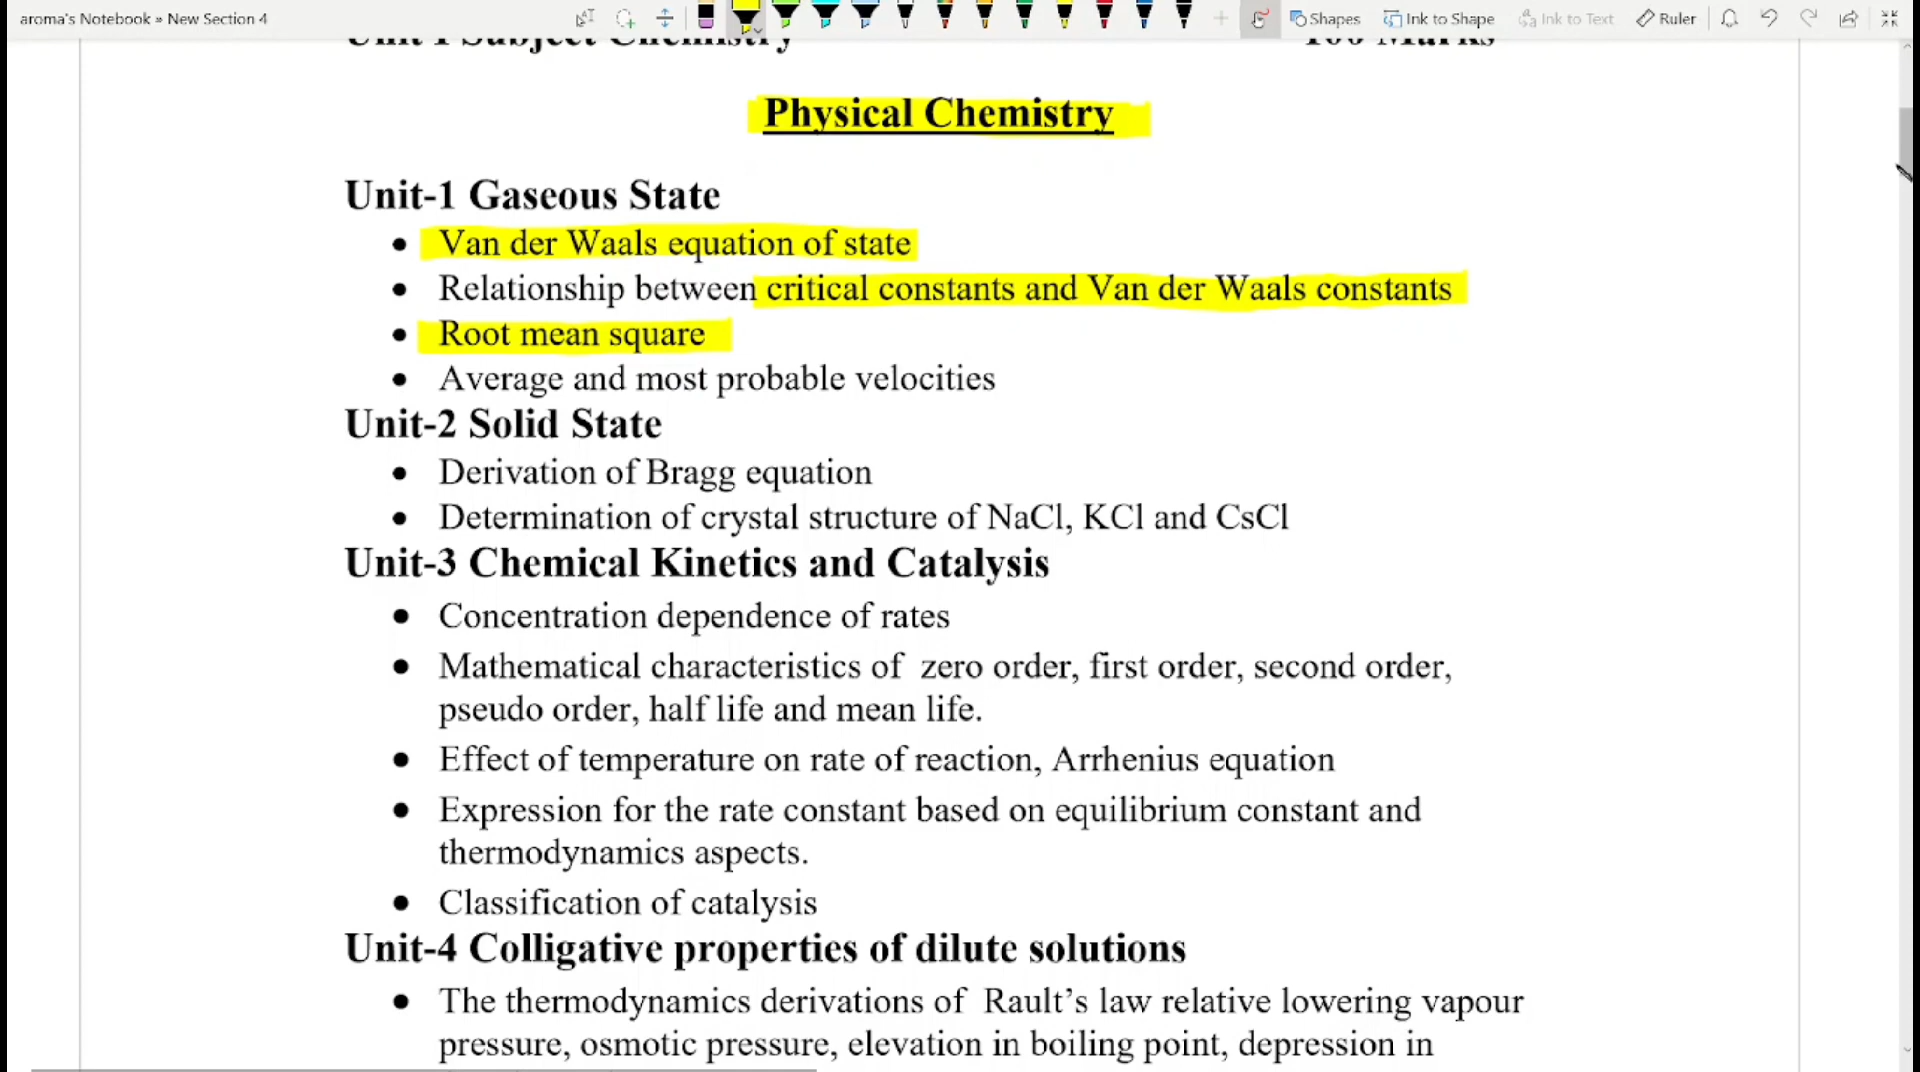 aroma's Notebook » New Section 4
Shapes
Ink to Shape
Ink to Text
Ruler
Unit I Subject Chemistry 100 Marks
Physical Chemistry
Unit-1 Gaseous State
• Van der Waals equation of state
• Relationship between critical constants and Van der Waals constants
• Root mean square
• Average and most probable velocities
Unit-2 Solid State
• Derivation of Bragg equation
• Determination of crystal structure of NaCl, KCl and CsCl
Unit-3 Chemical Kinetics and Catalysis
• Concentration dependence of rates
• Mathematical characteristics of zero order, first order, second order,
pseudo order, half life and mean life.
• Effect of temperature on rate of reaction, Arrhenius equation
• Expression for the rate constant based on equilibrium constant and
thermodynamics aspects.
• Classification of catalysis
Unit-4 Colligative properties of dilute solutions
• The thermodynamics derivations of Rault's law relative lowering vapour
pressure, osmotic pressure, elevation in boiling point, depression in